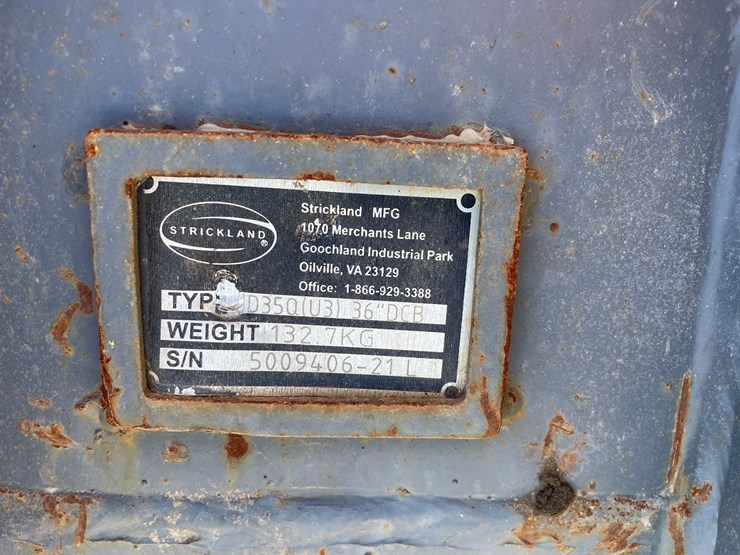 STRICKLAND ®
Strickland MFG
1070 Merchants Lane
Goochland Industrial Park
Oilville, VA 23129
Office: 1-866-929-3388
TYPE JD35Q(U3) 36"DCB
WEIGHT 132.7KG
S/N 5009406-21 L